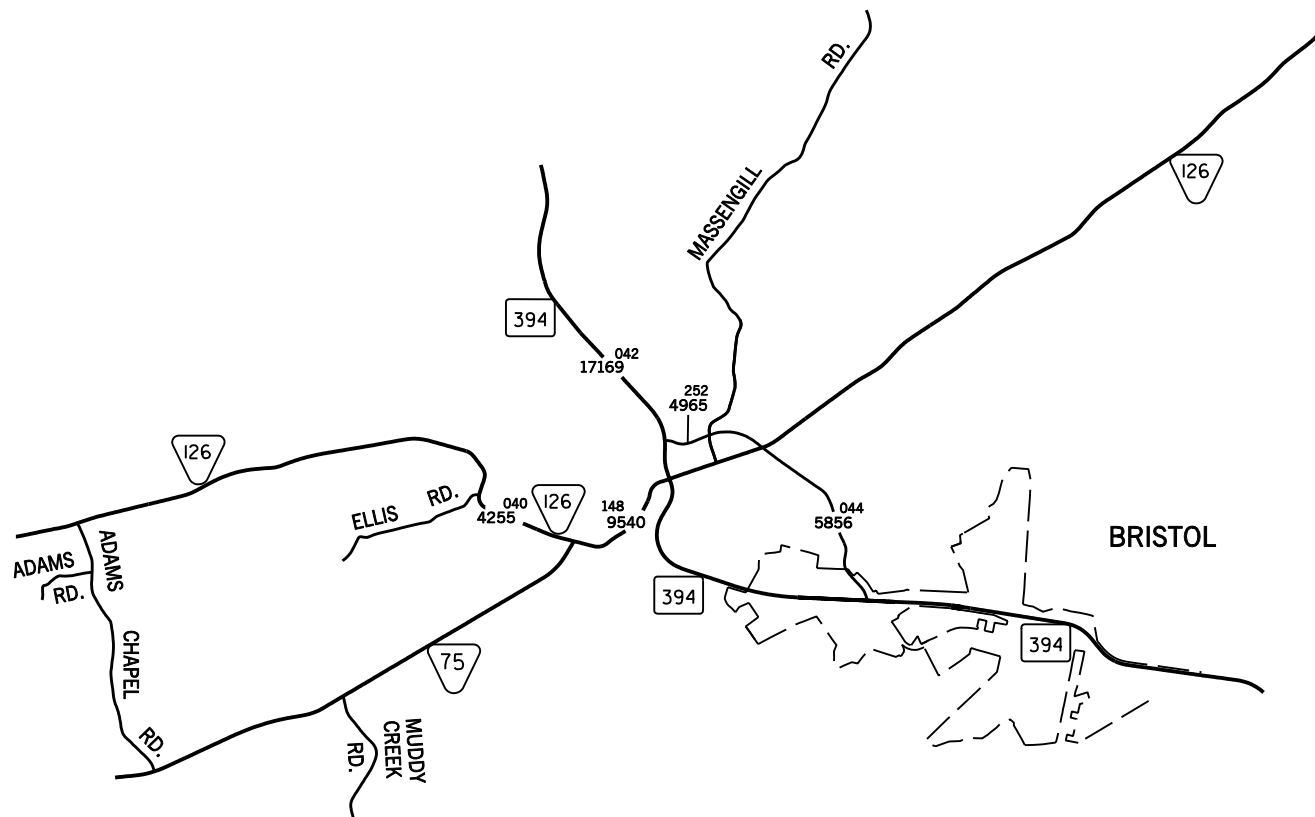 RD.
126
MASSENGILL
394
042
17169
252
4965
126
RD.
040
4255
126
148
9540
044
5856
ELLIS
BRISTOL
ADAMS
RD.
ADAMS
CHAPEL
RD.
394
394
75
MUDDY
CREEK
RD.